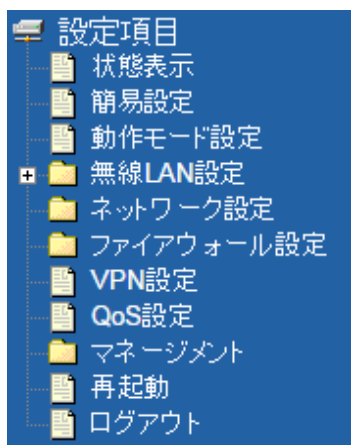 設定項目
状態表示
簡易設定
動作モード設定
無線LAN設定
ネットワーク設定
ファイアウォール設定
VPN設定
QoS設定
マネージメント
再起動
ログアウト